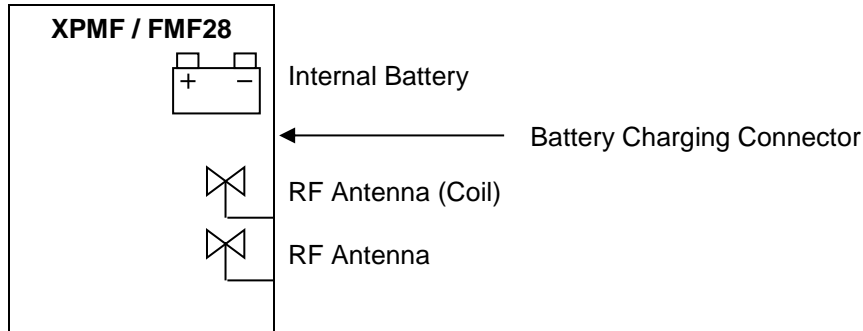 XPMF / FMF28
+ −
Internal Battery
Battery Charging Connector
RF Antenna (Coil)
RF Antenna